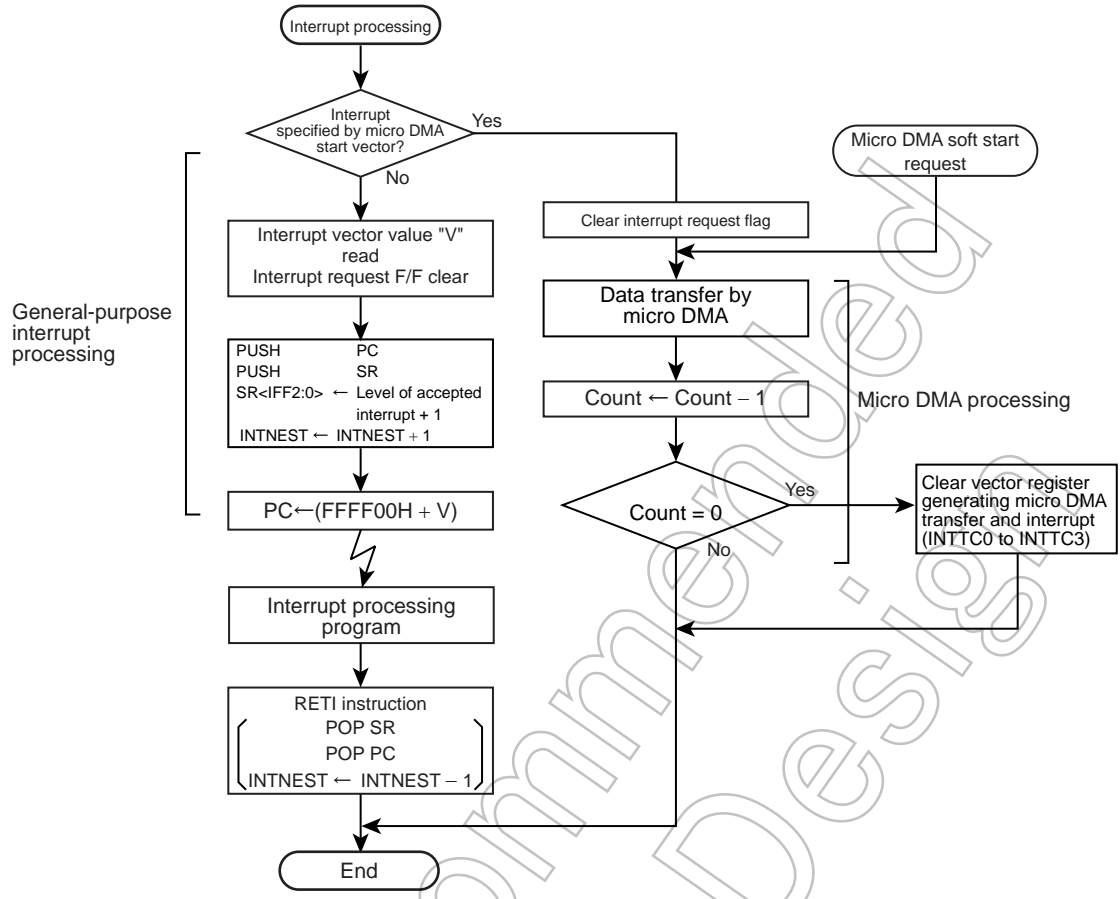 Interrupt processing
Interrupt
specified by micro DMA
start vector?
Yes
No
Micro DMA soft start
request
Clear interrupt request flag
Interrupt vector value "V"
read
Interrupt request F/F clear
General-purpose
interrupt
processing
Data transfer by
micro DMA
PUSH PC
PUSH SR
SR<IFF2:0> ← Level of accepted
interrupt + 1
INTNEST ← INTNEST + 1
Count ← Count − 1
Micro DMA processing
PC←(FFFF00H + V)
Count = 0
Yes
No
Clear vector register
generating micro DMA
transfer and interrupt
(INTTC0 to INTTC3)
Interrupt processing
program
RETI instruction
POP SR
POP PC
INTNEST ← INTNEST − 1
End
ommended
Design